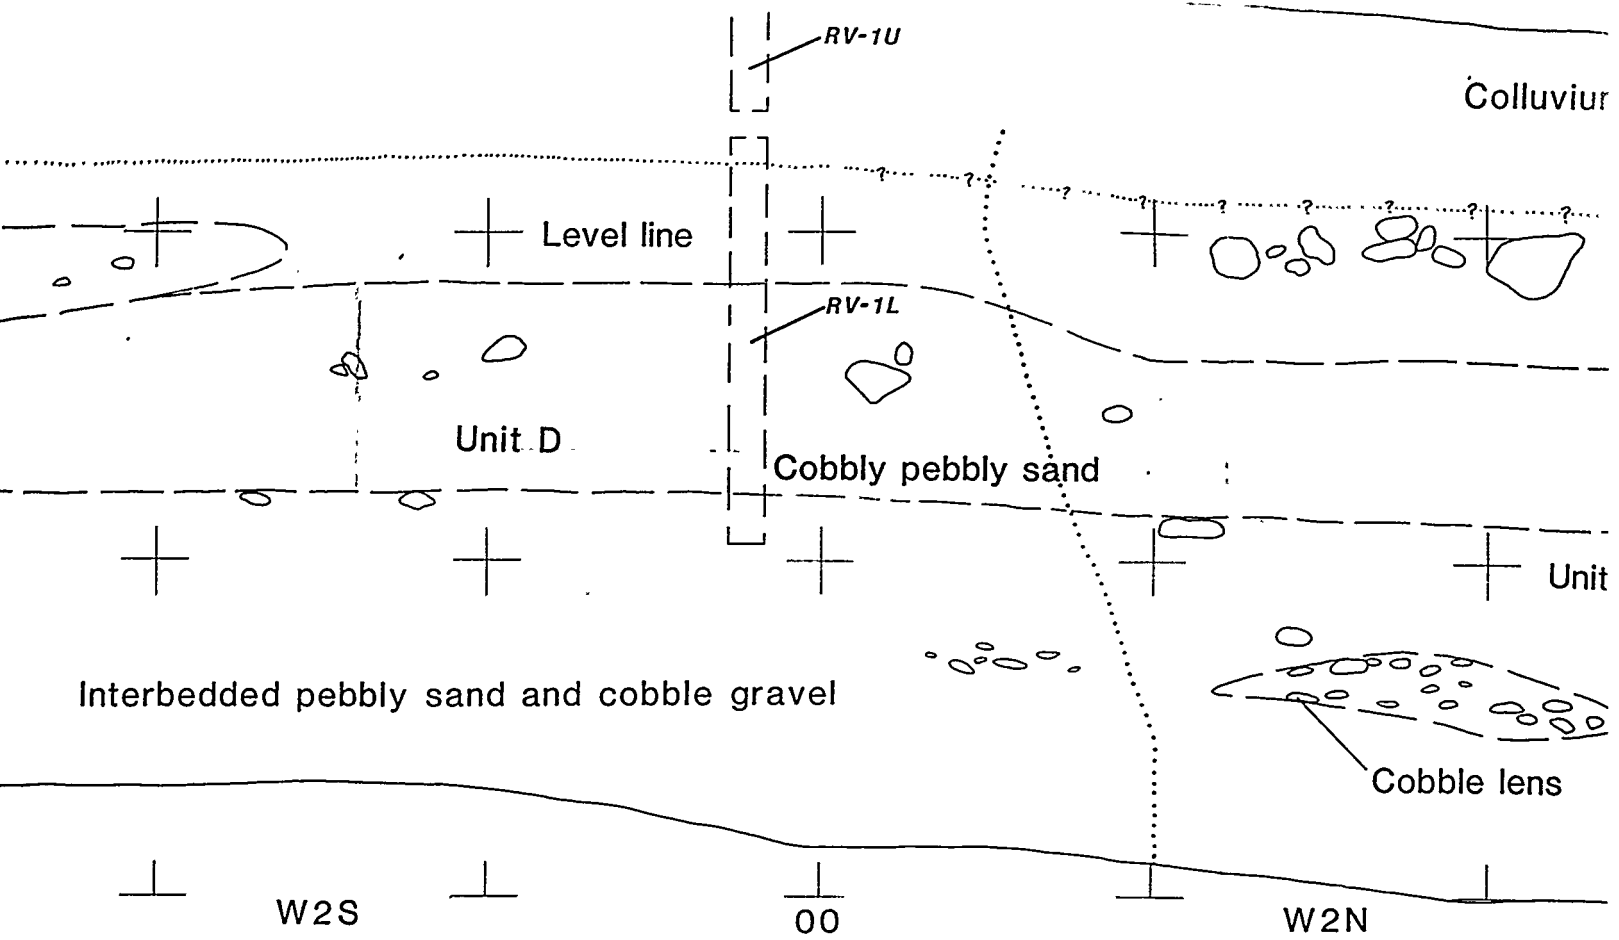 RV-1U
Colluviu
? ? ? ? ? ? ? ? ?
Level line
RV-1L
Unit D
Cobbly pebbly sand
Unit
Interbedded pebbly sand and cobble gravel
Cobble lens
W2S
00
W2N